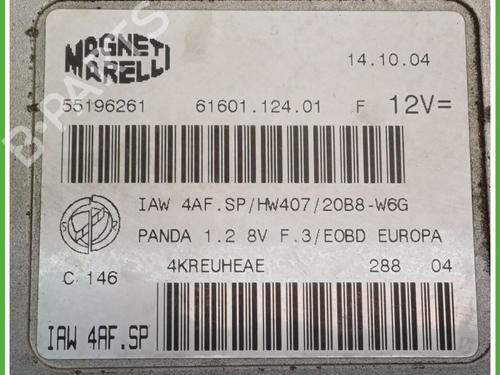 MAGNETI
MARELLI
14.10.04
55196261 61601.124.01 F 12V=
IAW 4AF.SP/HW407/20B8-W6G
PANDA 1.2 8V F.3/EOBD EUROPA
C 146
4KREUHEAE 288 04
IAW 4AF.SP
B-PARTS